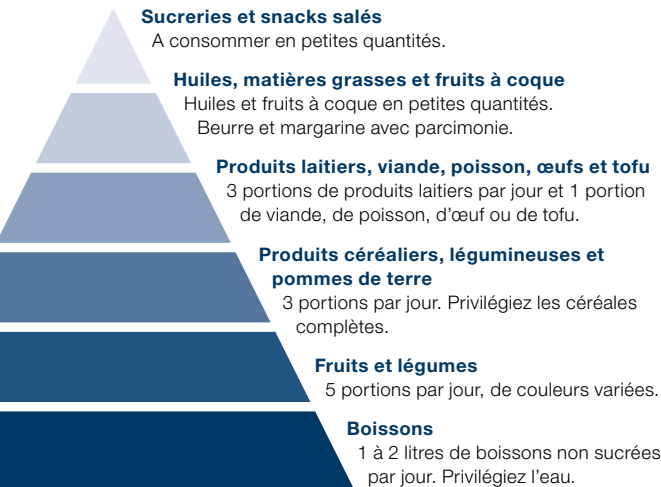 Sucreries et snacks salés
A consommer en petites quantités.
Huiles, matières grasses et fruits à coque
Huiles et fruits à coque en petites quantités.
Beurre et margarine avec parcimonie.
Produits laitiers, viande, poisson, œufs et tofu
3 portions de produits laitiers par jour et 1 portion
de viande, de poisson, d’œuf ou de tofu.
Produits céréaliers, légumineuses et
pommes de terre
3 portions par jour. Privilégiez les céréales
complètes.
Fruits et légumes
5 portions par jour, de couleurs variées.
Boissons
1 à 2 litres de boissons non sucrées
par jour. Privilégiez l’eau.